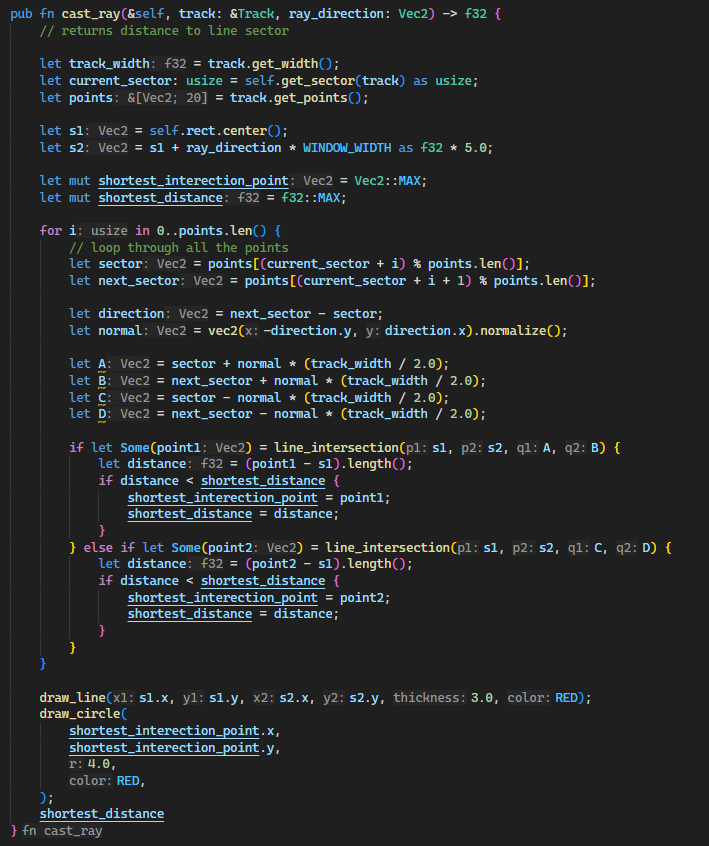 pub fn cast_ray(&self, track: &Track, ray_direction: Vec2) -> f32 {
// returns distance to line sector
let track_width: f32 = track.get_width();
let current_sector: usize = self.get_sector(track) as usize;
let points: &[Vec2; 20] = track.get_points();
let s1: Vec2 = self.rect.center();
let s2: Vec2 = s1 + ray_direction * WINDOW_WIDTH as f32 * 5.0;
let mut shortest_interection_point: Vec2 = Vec2::MAX;
let mut shortest_distance: f32 = f32::MAX;
for i: usize in 0..points.len() {
// loop through all the points
let sector: Vec2 = points[(current_sector + i) % points.len()];
let next_sector: Vec2 = points[(current_sector + i + 1) % points.len()];
let direction: Vec2 = next_sector - sector;
let normal: Vec2 = vec2(x: -direction.y, y: direction.x).normalize();
let A: Vec2 = sector + normal * (track_width / 2.0);
let B: Vec2 = next_sector + normal * (track_width / 2.0);
let C: Vec2 = sector - normal * (track_width / 2.0);
let D: Vec2 = next_sector - normal * (track_width / 2.0);
if let Some(point1: Vec2) = line_intersection(p1: s1, p2: s2, q1: A, q2: B) {
let distance: f32 = (point1 - s1).length();
if distance < shortest_distance {
shortest_interection_point = point1;
shortest_distance = distance;
}
} else if let Some(point2: Vec2) = line_intersection(p1: s1, p2: s2, q1: C, q2: D) {
let distance: f32 = (point2 - s1).length();
if distance < shortest_distance {
shortest_interection_point = point2;
shortest_distance = distance;
}
}
}
draw_line(x1: s1.x, y1: s1.y, x2: s2.x, y2: s2.y, thickness: 3.0, color: RED);
draw_circle(
shortest_interection_point.x,
shortest_interection_point.y,
r: 4.0,
color: RED,
);
shortest_distance
} fn cast_ray